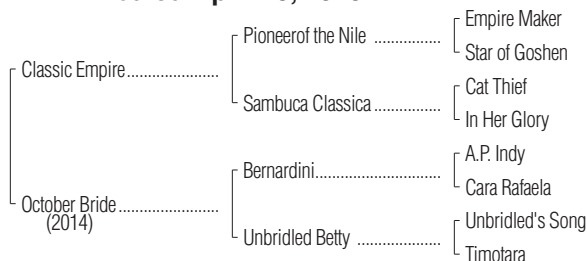 Empire Maker
Pioneerof the Nile ................
Star of Goshen
Classic Empire......................
Cat Thief
Sambuca Classica ................
In Her Glory
A.P. Indy
Bernardini..............................
Cara Rafaela
October Bride ........................
(2014)
Unbridled's Song
Unbridled Betty ...................
Timotara